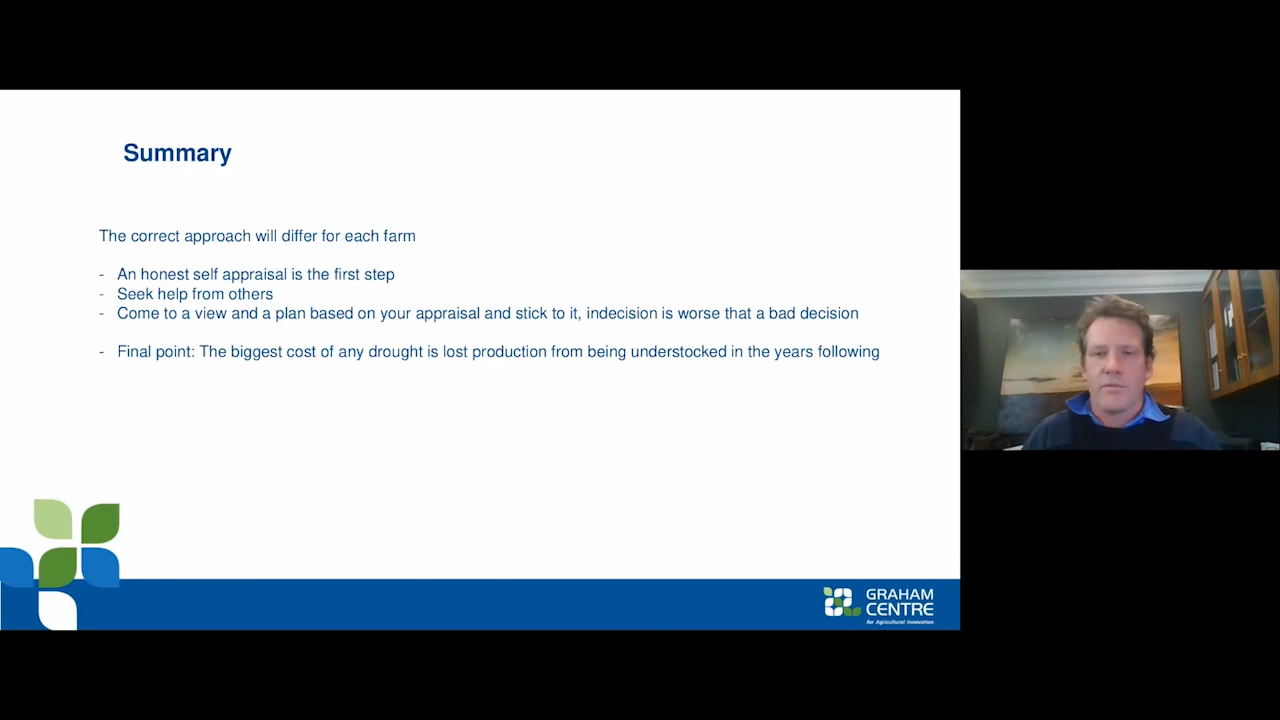 Summary
The correct approach will differ for each farm
- An honest self appraisal is the first step
- Seek help from others
- Come to a view and a plan based on your appraisal and stick to it, indecision is worse that a bad decision
- Final point: The biggest cost of any drought is lost production from being understocked in the years following
GRAHAM
CENTRE
for Agricultural Innovation